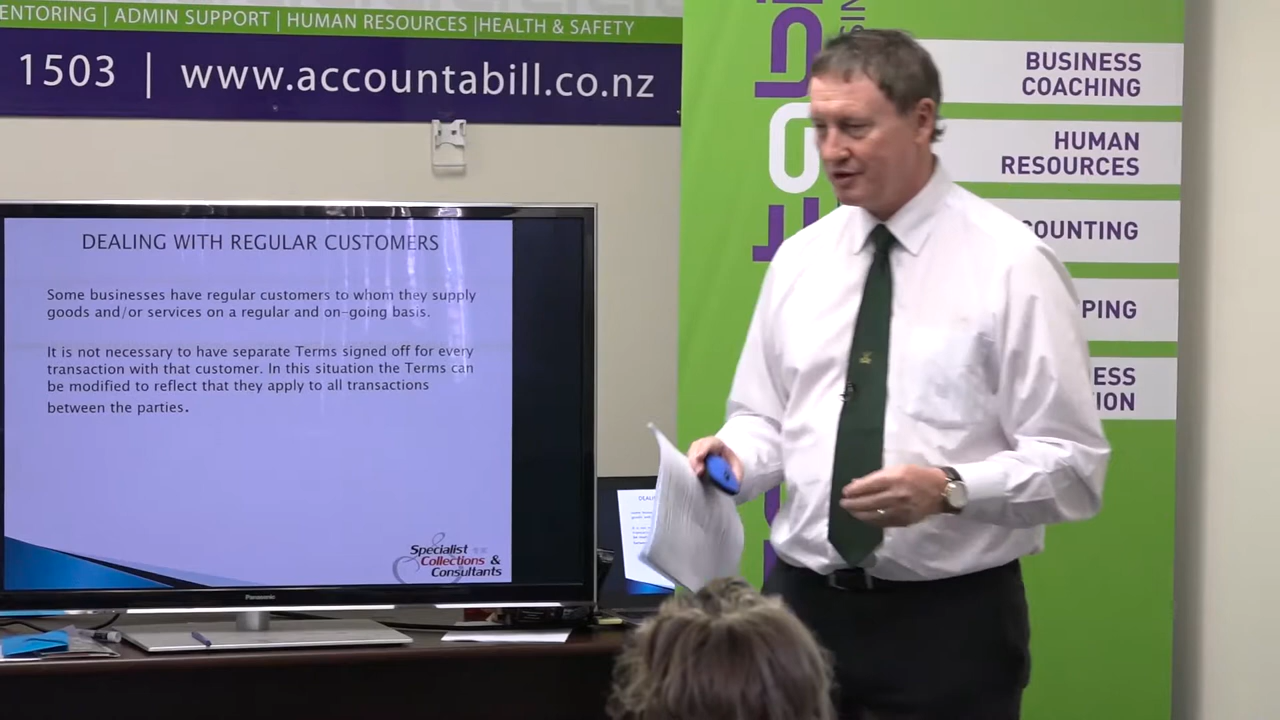 ENTORING | ADMIN SUPPORT | HUMAN RESOURCES |HEALTH & SAFETY
1503 | www.accountabill.co.nz
BUSINESS
COACHING
HUMAN
RESOURCES
COUNTING
PING
ESS
ION
DEALING WITH REGULAR CUSTOMERS
Some businesses have regular customers to whom they supply
goods and/or services on a regular and on-going basis.
It is not necessary to have separate Terms signed off for every
transaction with that customer. In this situation the Terms can
be modified to reflect that they apply to all transactions
between the parties.
Specialist
Collections &
Consultants
Panasonic